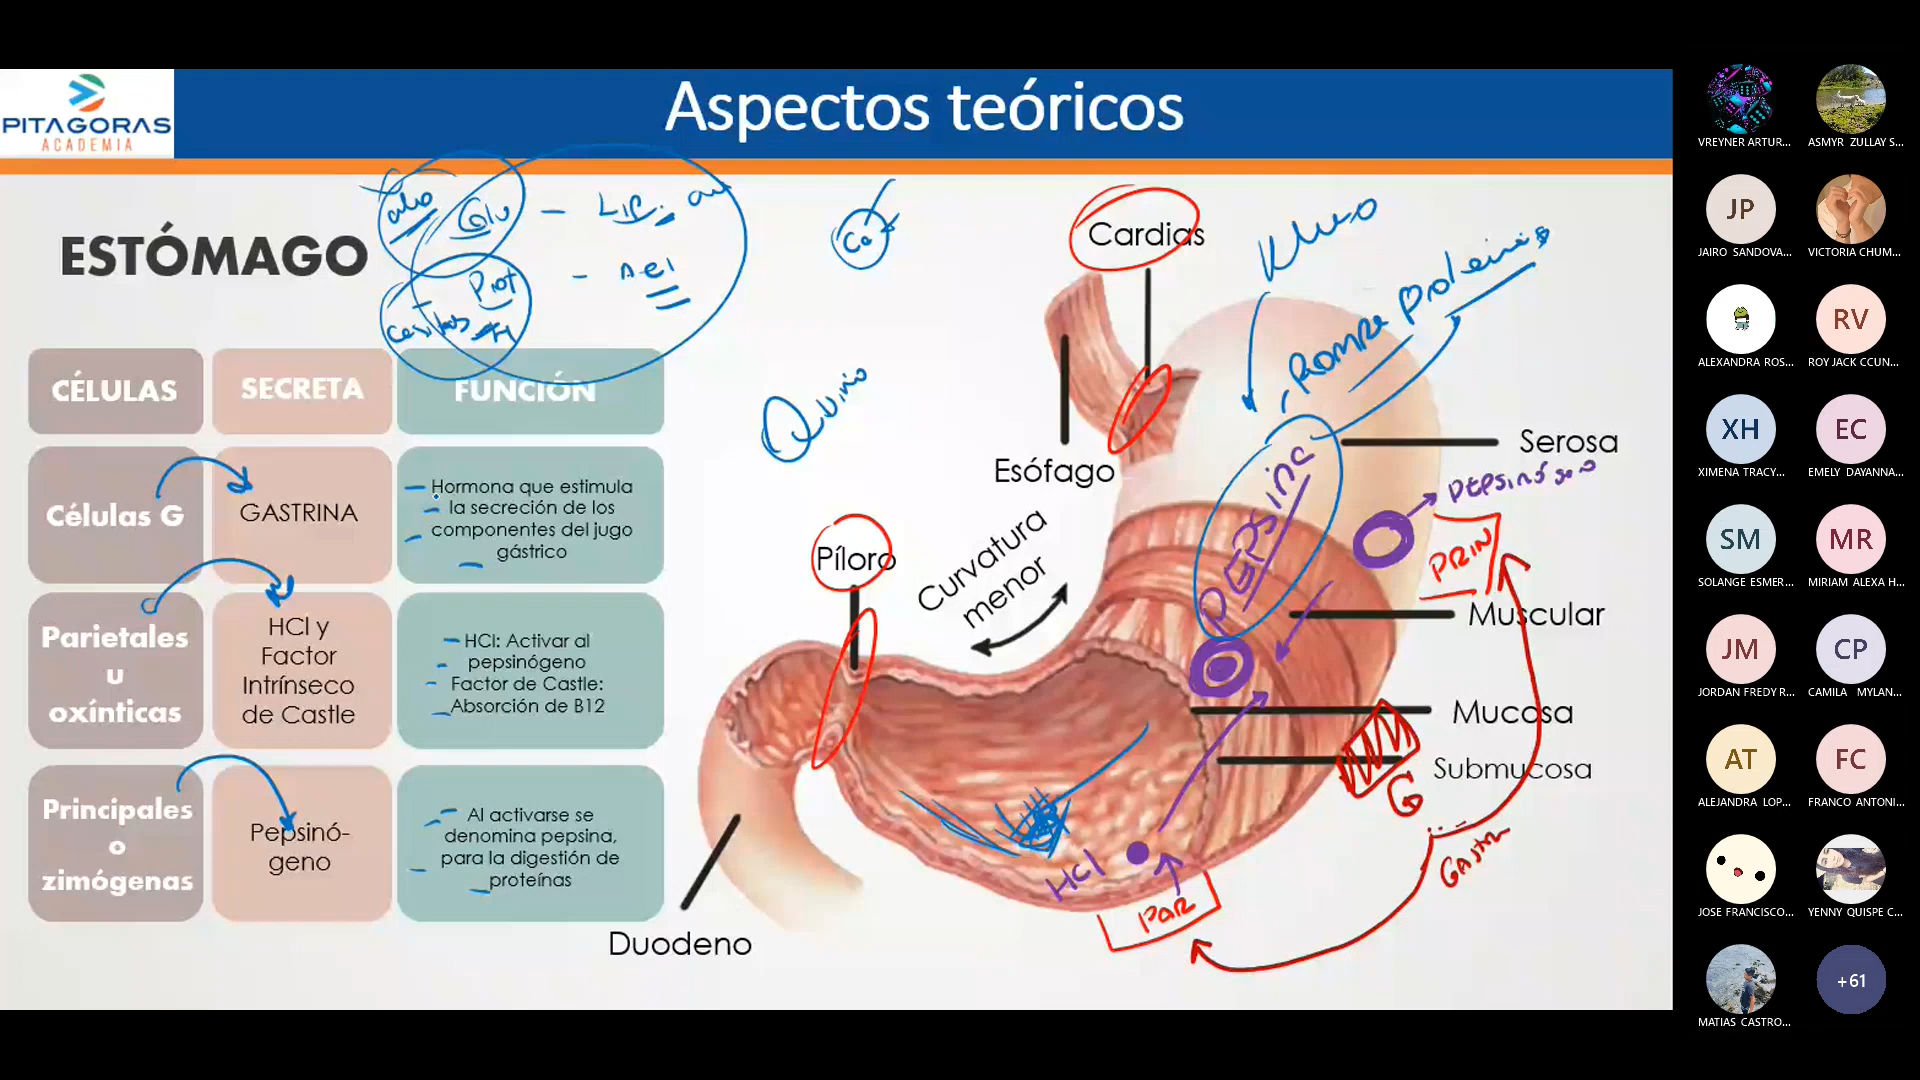 PITAGORAS
ACADEMIA
Aspectos teóricos
ESTÓMAGO
CÉLULAS
SECRETA
FUNCIÓN
Células G
GASTRINA
Hormona que estimula
la secreción de los
componentes del jugo
gástrico
Parietales
u
oxínticas
HCl y
Factor
Intrínseco
de Castle
HCl: Activar al
pepsinógeno
Factor de Castle:
Absorción de B12
Principales
o
zimógenas
Pepsinó-
geno
Al activarse se
denomina pepsina,
para la digestión de
proteínas
Glu
Prot
Quimo
Cardias
Rompe Proteínas
Esófago
Serosa
PEPSINÓgeno
PEPSINA
PRIN
Píloro
Curvatura
menor
Muscular
Mucosa
Submucosa
G
Gastri
HCl
PAR
Duodeno
VREYNER ARTUR...
ASMYR ZULLAY S...
JP
JAIRO SANDOVA...
VICTORIA CHUM...
ALEXANDRA ROS...
RV
ROY JACK CCUN...
XH
XIMENA TRACY...
EC
EMELY DAYANNA...
SM
SOLANGE ESMER...
MR
MIRIAM ALEXA H...
JM
JORDAN FREDY R...
CP
CAMILA MYLAN...
AT
ALEJANDRA LOP...
FC
FRANCO ANTONI...
JOSE FRANCISCO...
YENNY QUISPE C...
MATIAS CASTRO...
+61